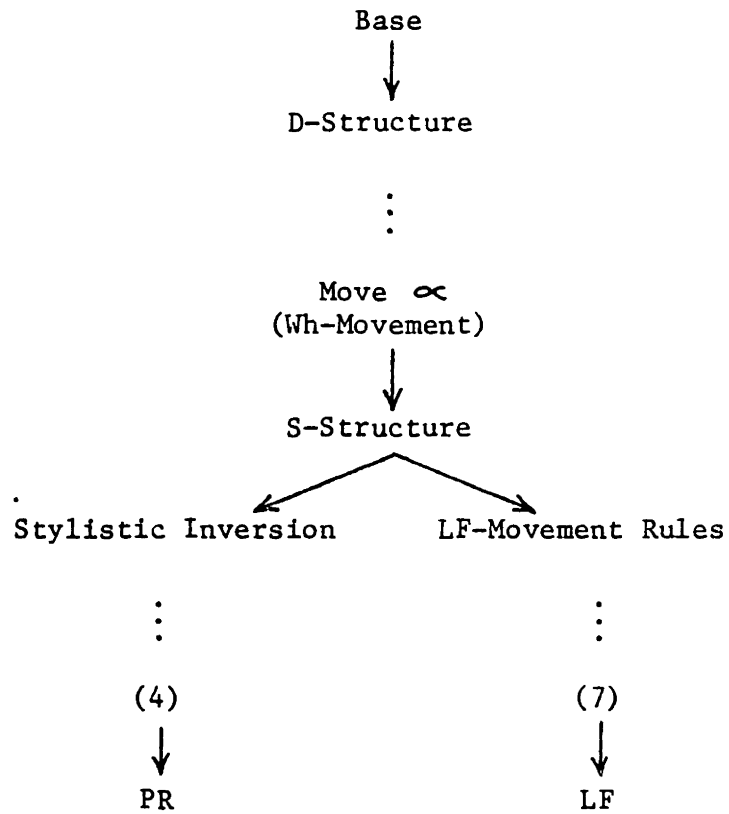 Base
D-Structure
Move ∝
(Wh-Movement)
S-Structure
Stylistic Inversion LF-Movement Rules
(4) (7)
PR LF